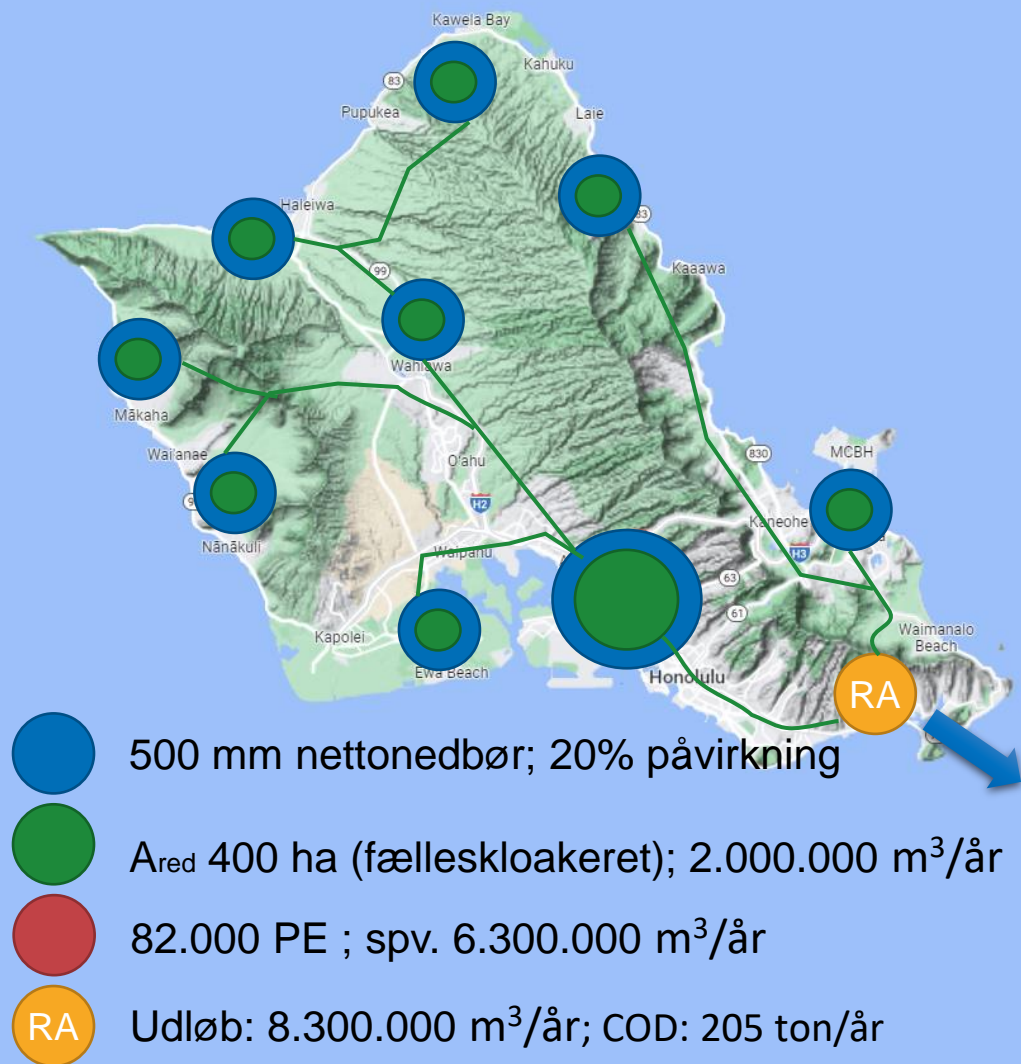 Kawela Bay
Kahuku
83
Pupukea
Laie
Haleiwa
83
99
Kaaawa
Wahiawa
Mākaha
Wai'anae
O'ahu
MCBH
830
H2
Kaneohe
Nānākuli
Waipahu
H3
63
61
Kapolei
Waimanalo
Beach
Ewa Beach
Honolulu
RA
500 mm nettonedbør; 20% påvirkning
Ared 400 ha (fælleskloakeret); 2.000.000 m³/år
82.000 PE ; spv. 6.300.000 m³/år
RA Udløb: 8.300.000 m³/år; COD: 205 ton/år